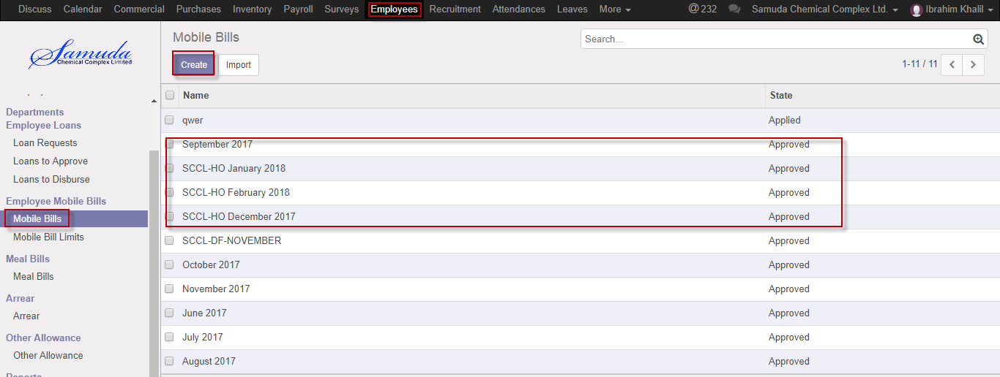 Discuss Calendar Commercial Purchases Inventory Payroll Surveys Employees Recruitment Attendances Leaves More @ 232 Samuda Chemical Complex Ltd. Ibrahim Khalil
Samuda
Chemical Complex Limited
Departments
Employee Loans
Loan Requests
Loans to Approve
Loans to Disburse
Employee Mobile Bills
Mobile Bills
Mobile Bill Limits
Meal Bills
Meal Bills
Arrear
Arrear
Other Allowance
Other Allowance
Reports
Mobile Bills
Search...
Create Import
1-11 / 11
Name State
qwer Applied
September 2017 Approved
SCCL-HO January 2018 Approved
SCCL-HO February 2018 Approved
SCCL-HO December 2017 Approved
SCCL-DF-NOVEMBER Approved
October 2017 Approved
November 2017 Approved
June 2017 Approved
July 2017 Approved
August 2017 Approved